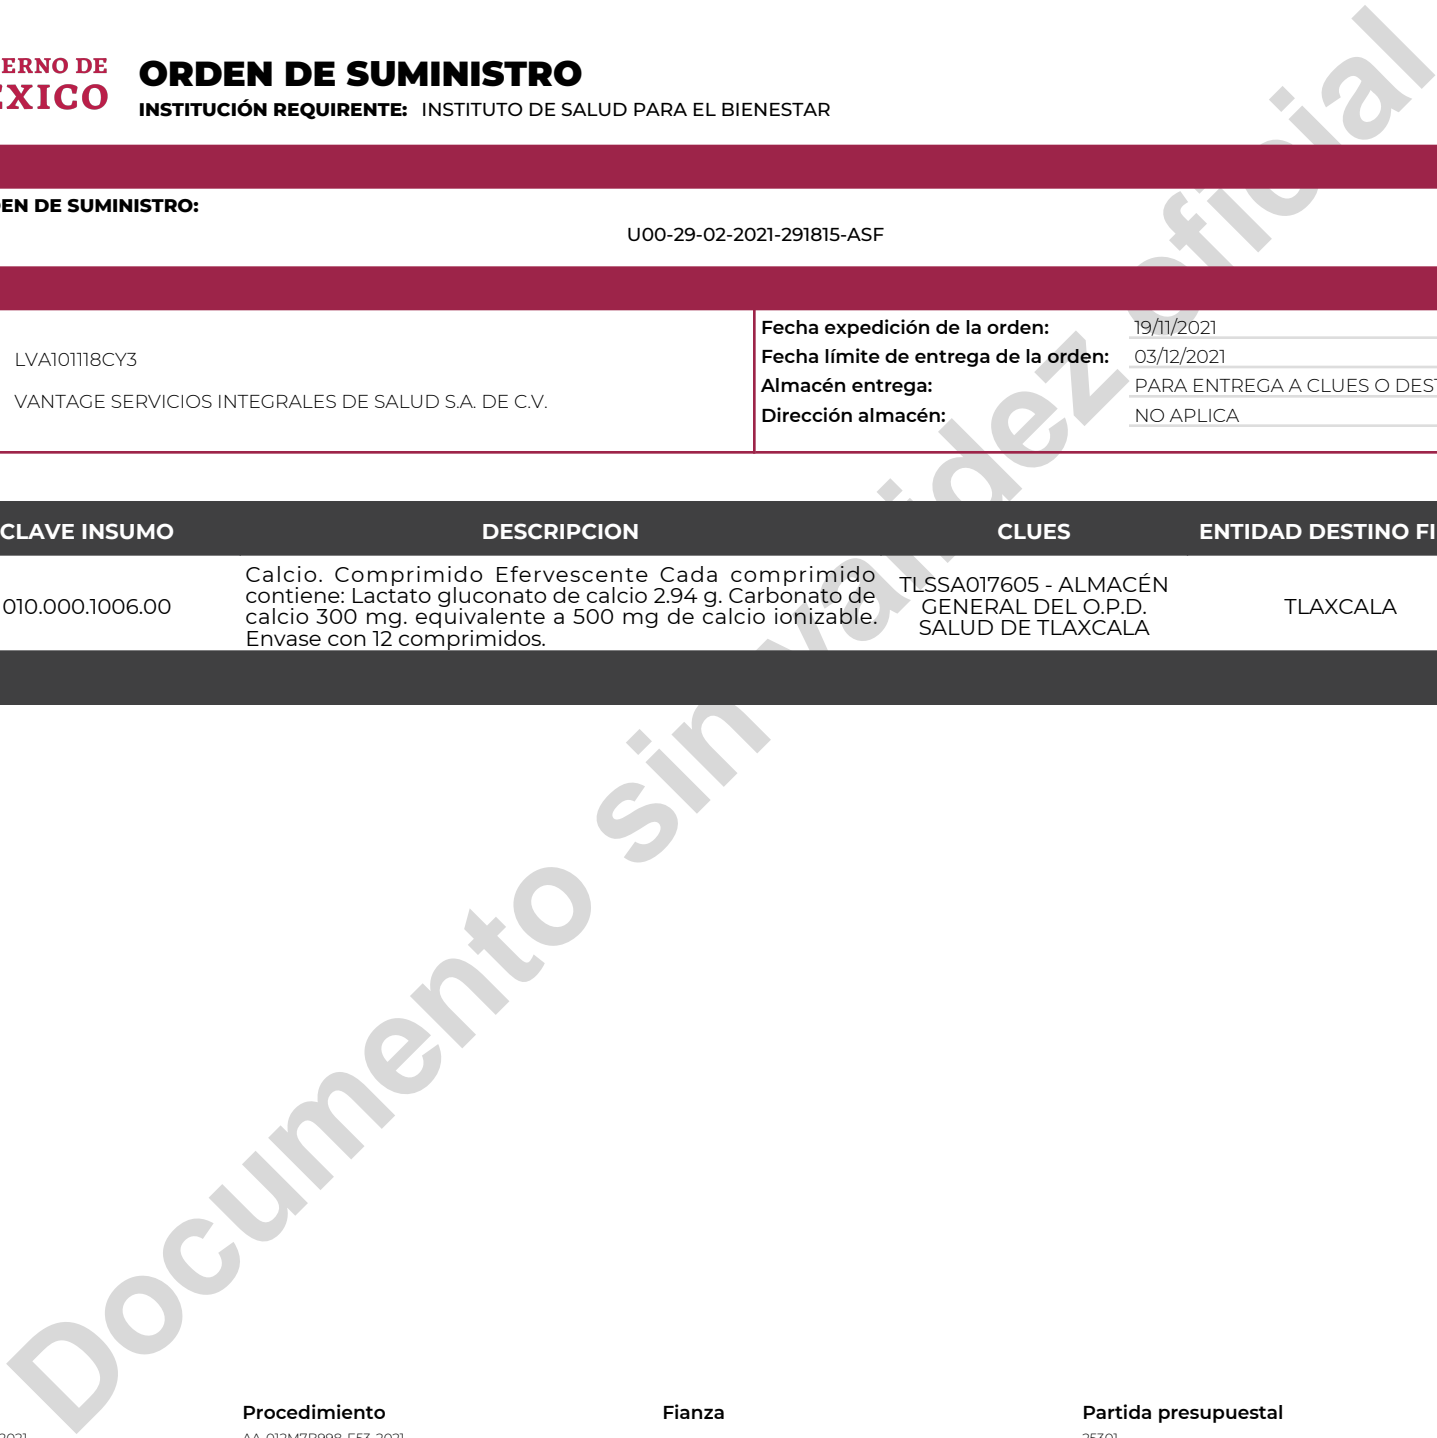 ERNO DE
EXICO
ORDEN DE SUMINISTRO
INSTITUCIÓN REQUIRENTE: INSTITUTO DE SALUD PARA EL BIENESTAR
EN DE SUMINISTRO:
U00-29-02-2021-291815-ASF
LVA101118CY3
VANTAGE SERVICIOS INTEGRALES DE SALUD S.A. DE C.V.
Fecha expedición de la orden: 19/11/2021
Fecha límite de entrega de la orden: 03/12/2021
Almacén entrega: PARA ENTREGA A CLUES O DEST
Dirección almacén: NO APLICA
CLAVE INSUMO DESCRIPCION CLUES ENTIDAD DESTINO FI
010.000.1006.00
Calcio. Comprimido Efervescente Cada comprimido
contiene: Lactato gluconato de calcio 2.94 g. Carbonato de
calcio 300 mg. equivalente a 500 mg de calcio ionizable.
Envase con 12 comprimidos.
TLSSA017605 - ALMACÉN
GENERAL DEL O.P.D.
SALUD DE TLAXCALA
TLAXCALA
Documento sin validez oficial
Procedimiento Fianza Partida presupuestal